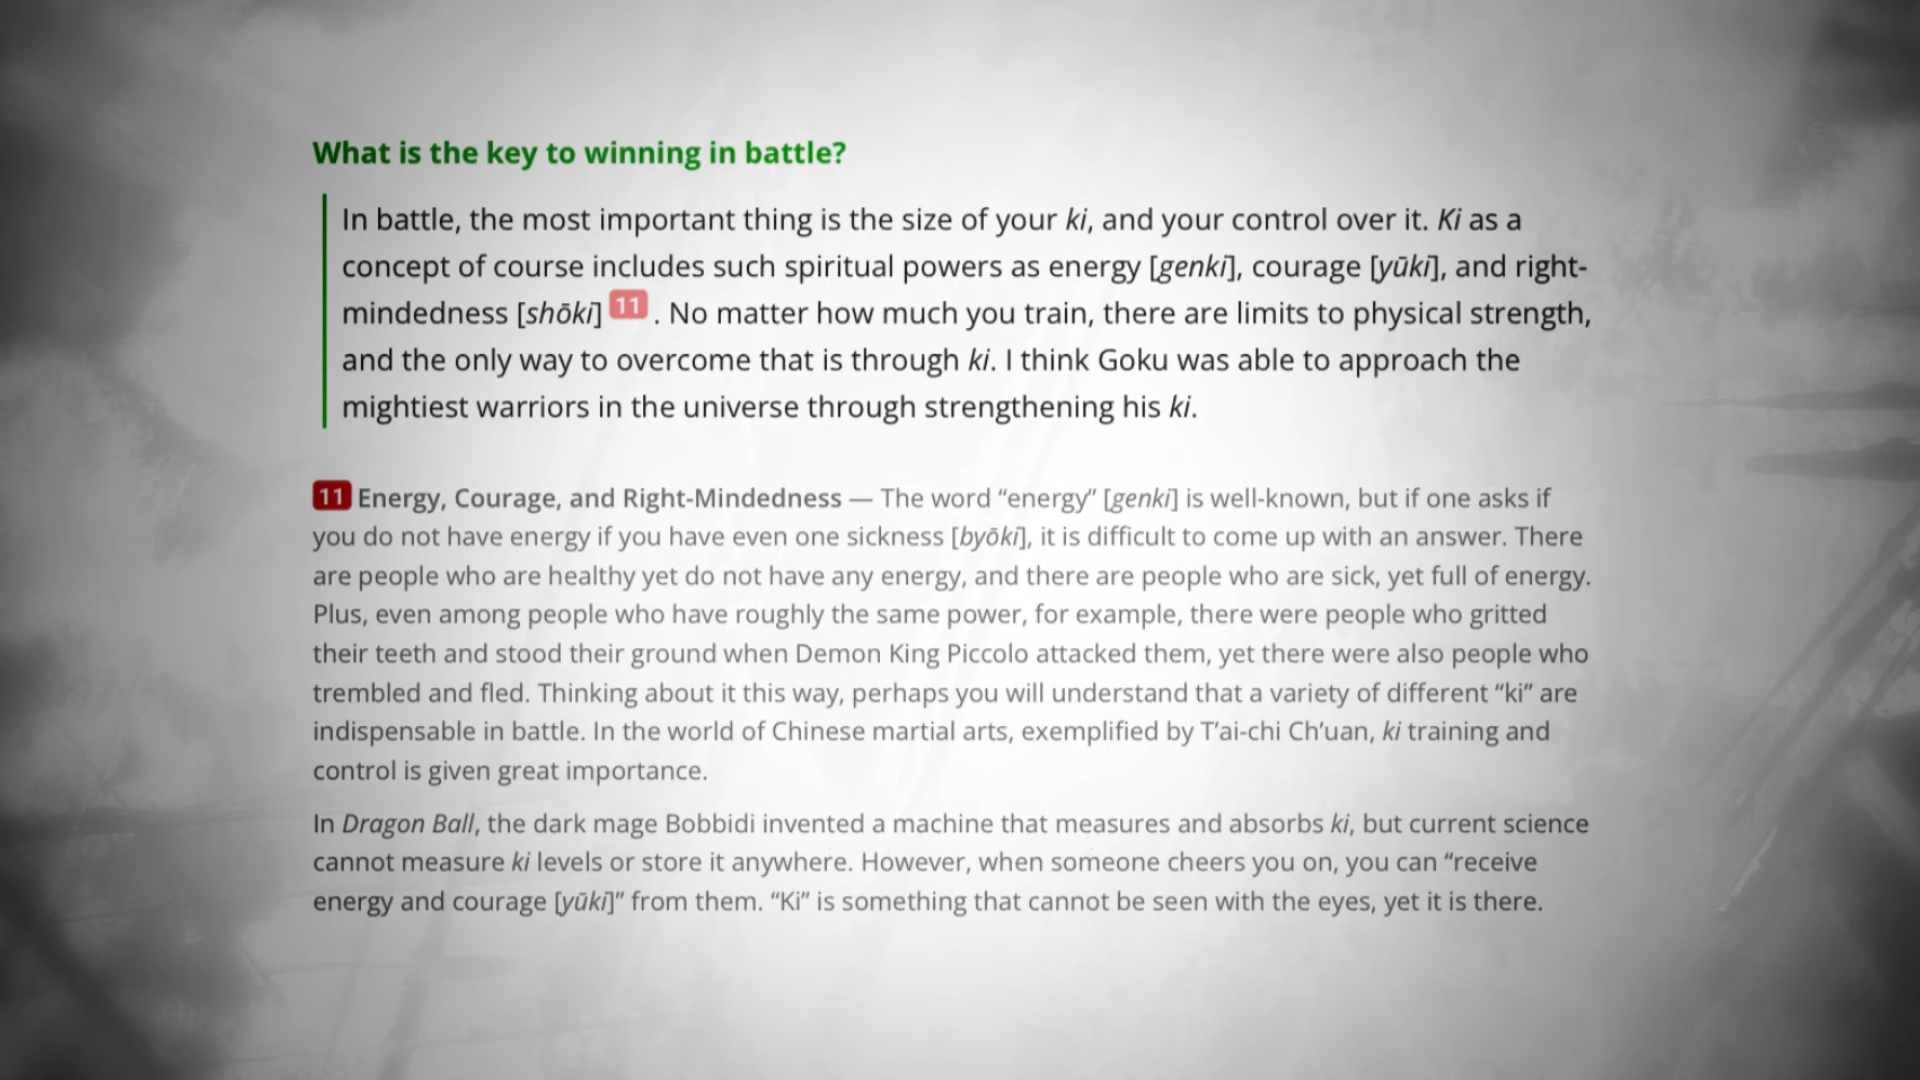 What is the key to winning in battle?
In battle, the most important thing is the size of your ki, and your control over it. Ki as a
concept of course includes such spiritual powers as energy [genki], courage [yūki], and right-
mindedness [shōki] 11 . No matter how much you train, there are limits to physical strength,
and the only way to overcome that is through ki. I think Goku was able to approach the
mightiest warriors in the universe through strengthening his ki.
11 Energy, Courage, and Right-Mindedness — The word “energy” [genki] is well-known, but if one asks if
you do not have energy if you have even one sickness [byōki], it is difficult to come up with an answer. There
are people who are healthy yet do not have any energy, and there are people who are sick, yet full of energy.
Plus, even among people who have roughly the same power, for example, there were people who gritted
their teeth and stood their ground when Demon King Piccolo attacked them, yet there were also people who
trembled and fled. Thinking about it this way, perhaps you will understand that a variety of different “ki” are
indispensable in battle. In the world of Chinese martial arts, exemplified by T’ai-chi Ch’uan, ki training and
control is given great importance.
In Dragon Ball, the dark mage Bobbidi invented a machine that measures and absorbs ki, but current science
cannot measure ki levels or store it anywhere. However, when someone cheers you on, you can “receive
energy and courage [yūki]” from them. “Ki” is something that cannot be seen with the eyes, yet it is there.